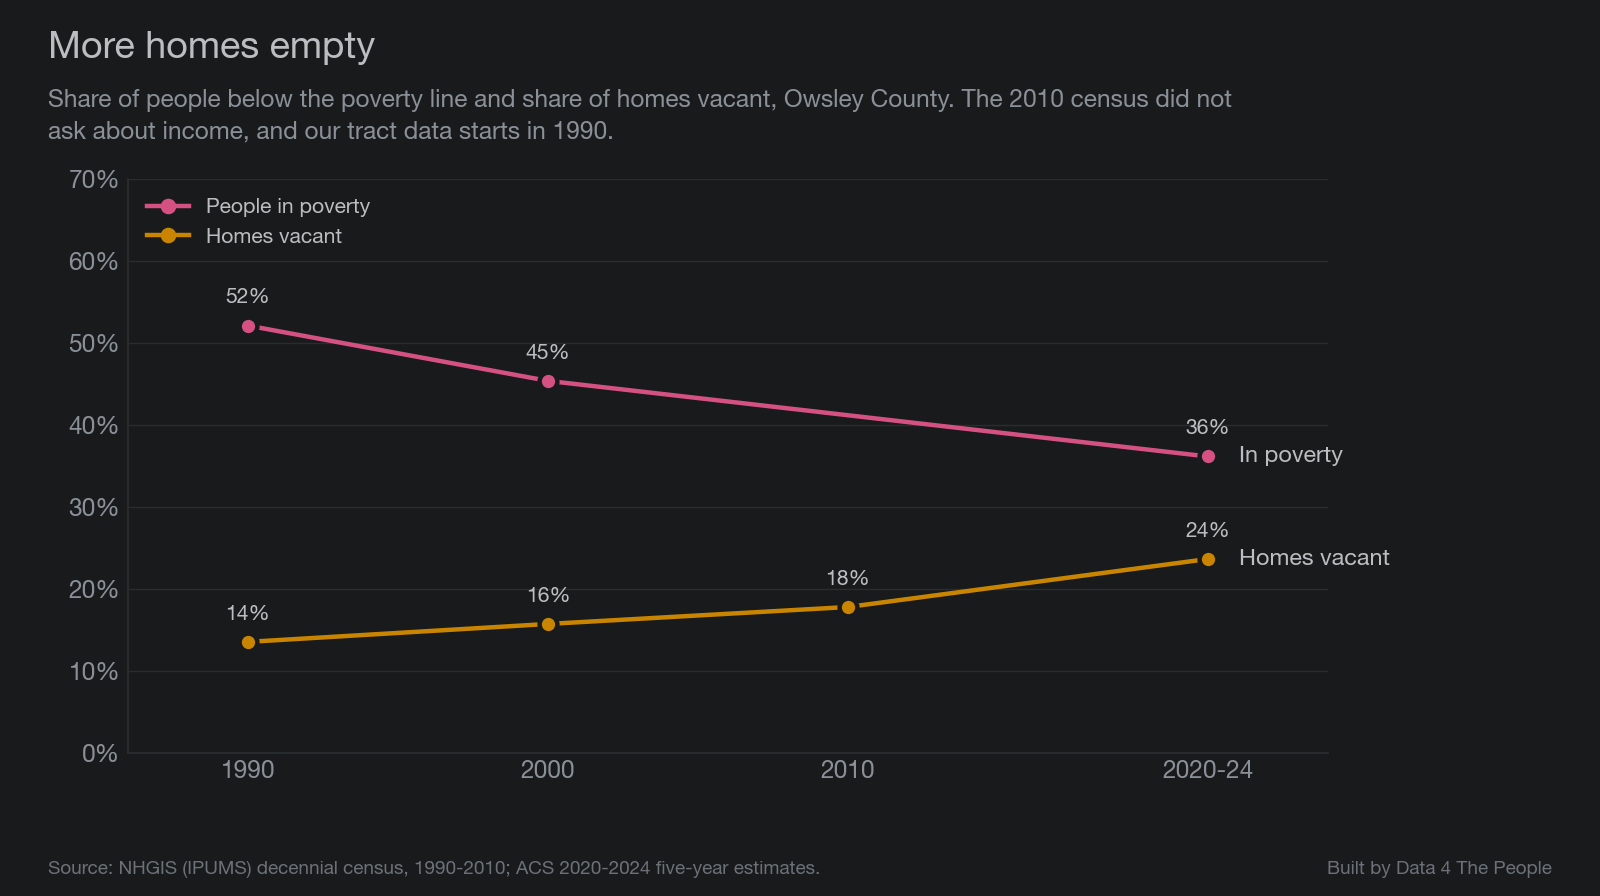 More homes empty
Share of people below the poverty line and share of homes vacant, Owsley County. The 2010 census did not
ask about income, and our tract data starts in 1990.
70%
People in poverty
Homes vacant
60%
52%
50%
45%
40%
36%
In poverty
30%
24%
Homes vacant
20%
18%
16%
14%
10%
0%
1990
2000
2010
2020-24
Source: NHGIS (IPUMS) decennial census, 1990-2010; ACS 2020-2024 five-year estimates.
Built by Data 4 The People